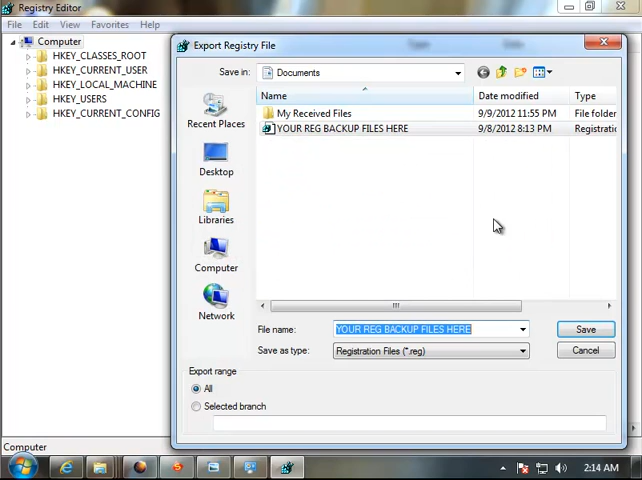 Registry Editor
File Edit View Favorites Help
Computer
HKEY_CLASSES_ROOT
HKEY_CURRENT_USER
HKEY_LOCAL_MACHINE
HKEY_USERS
HKEY_CURRENT_CONFIG
Export Registry File
Save in: Documents
Name Date modified Type
My Received Files 9/9/2012 11:55 PM File folder
YOUR REG BACKUP FILES HERE 9/8/2012 8:13 PM Registratio
Recent Places
Desktop
Libraries
Computer
Network
File name: YOUR REG BACKUP FILES HERE Save
Save as type: Registration Files (*.reg) Cancel
Export range
All
Selected branch
Computer
2:14 AM